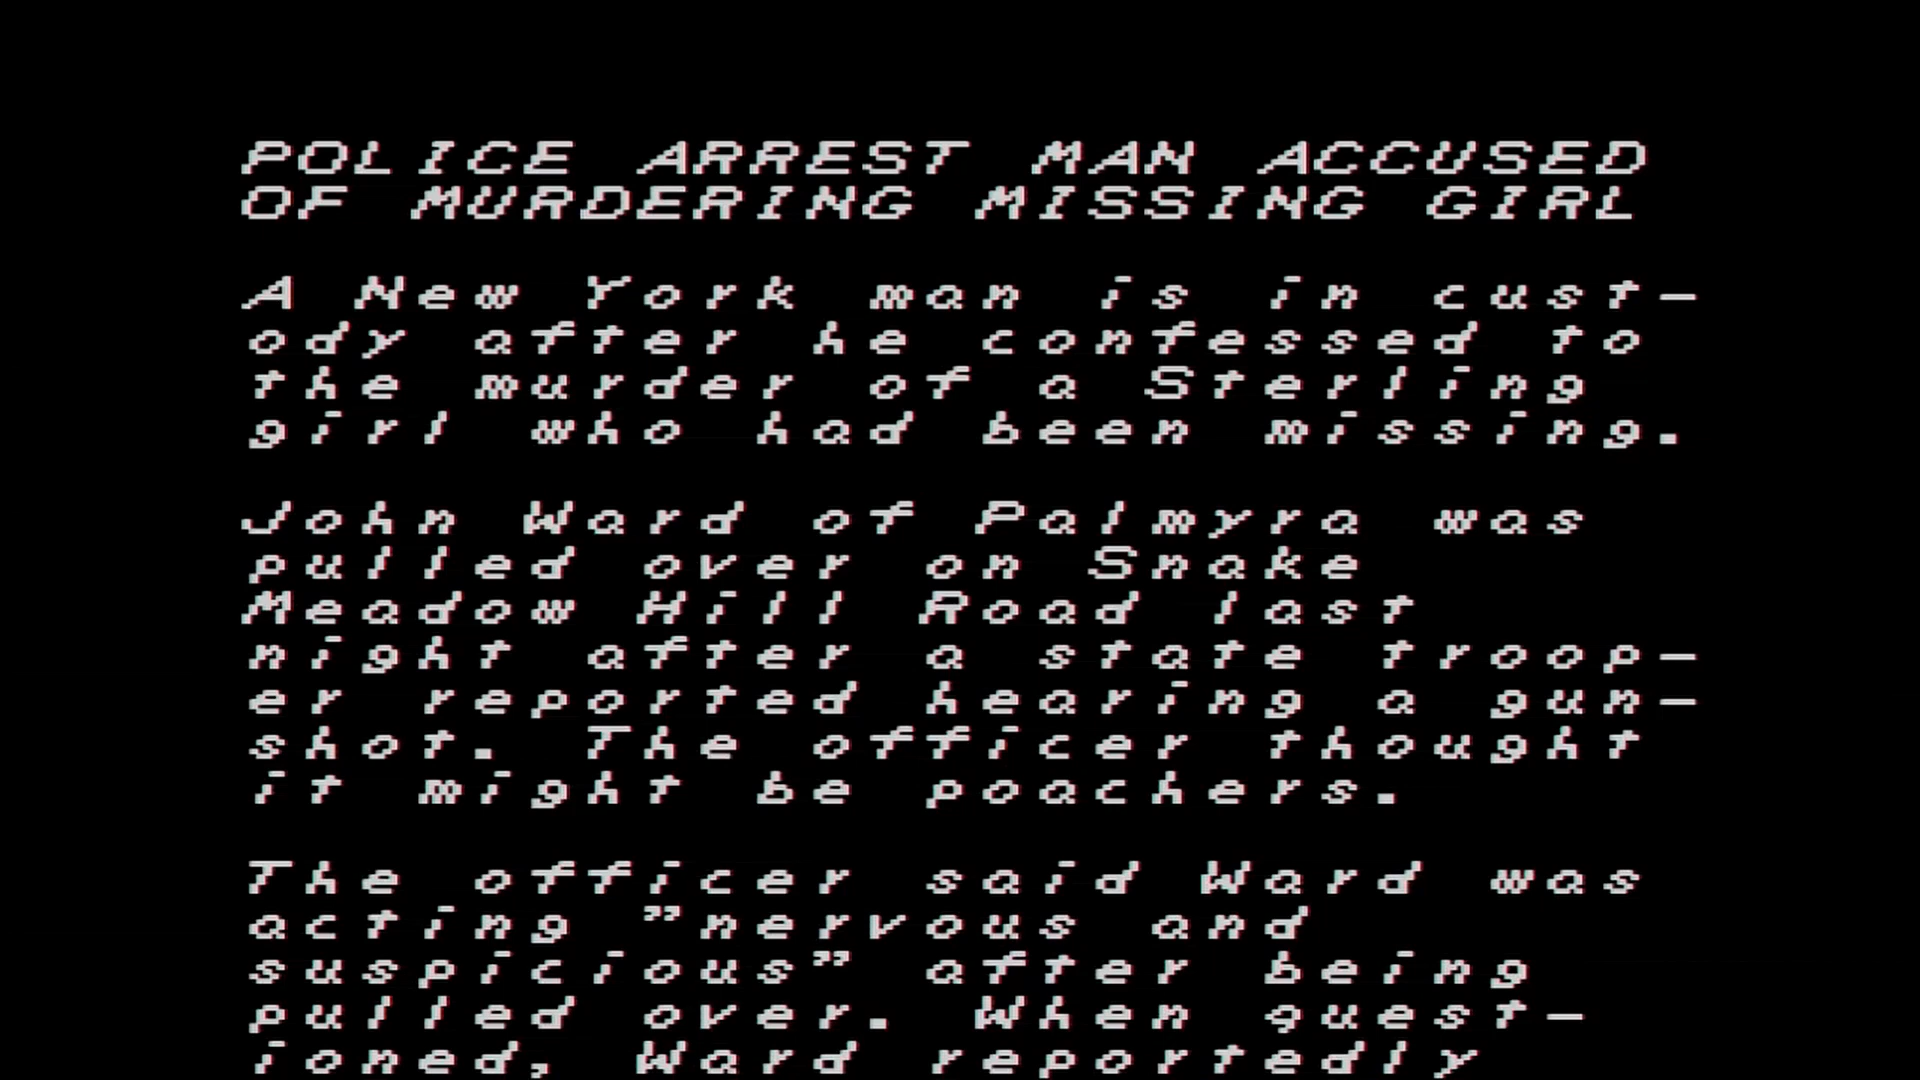 POLICE ARREST MAN ACCUSED
OF MURDERING MISSING GIRL
A New York man is in cust-
ody after he confessed to
the murder of a Sterling
girl who had been missing.
John Ward of Palmyra was
pulled over on Snake
Meadow Hill Road last
night after a state troop-
er reported hearing a gun-
shot. The officer thought
it might be poachers.
The officer said Ward was
acting "nervous and
suspicious" after being
pulled over. When quest-
ioned, Ward reportedly